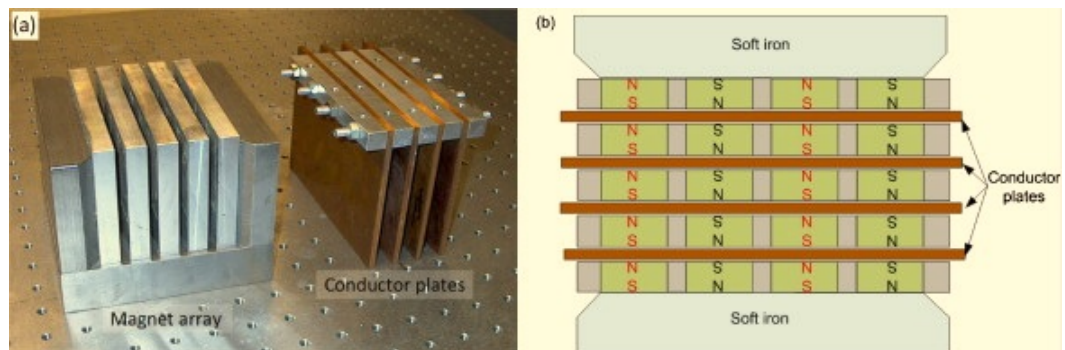 (a)
Magnet array
Conductor plates
(b)
Soft iron
N S N S
S N S N
N S N S
S N S N
N S N S
S N S N
N S N S
S N S N
N S N S
S N S N
Conductor
plates
Soft iron